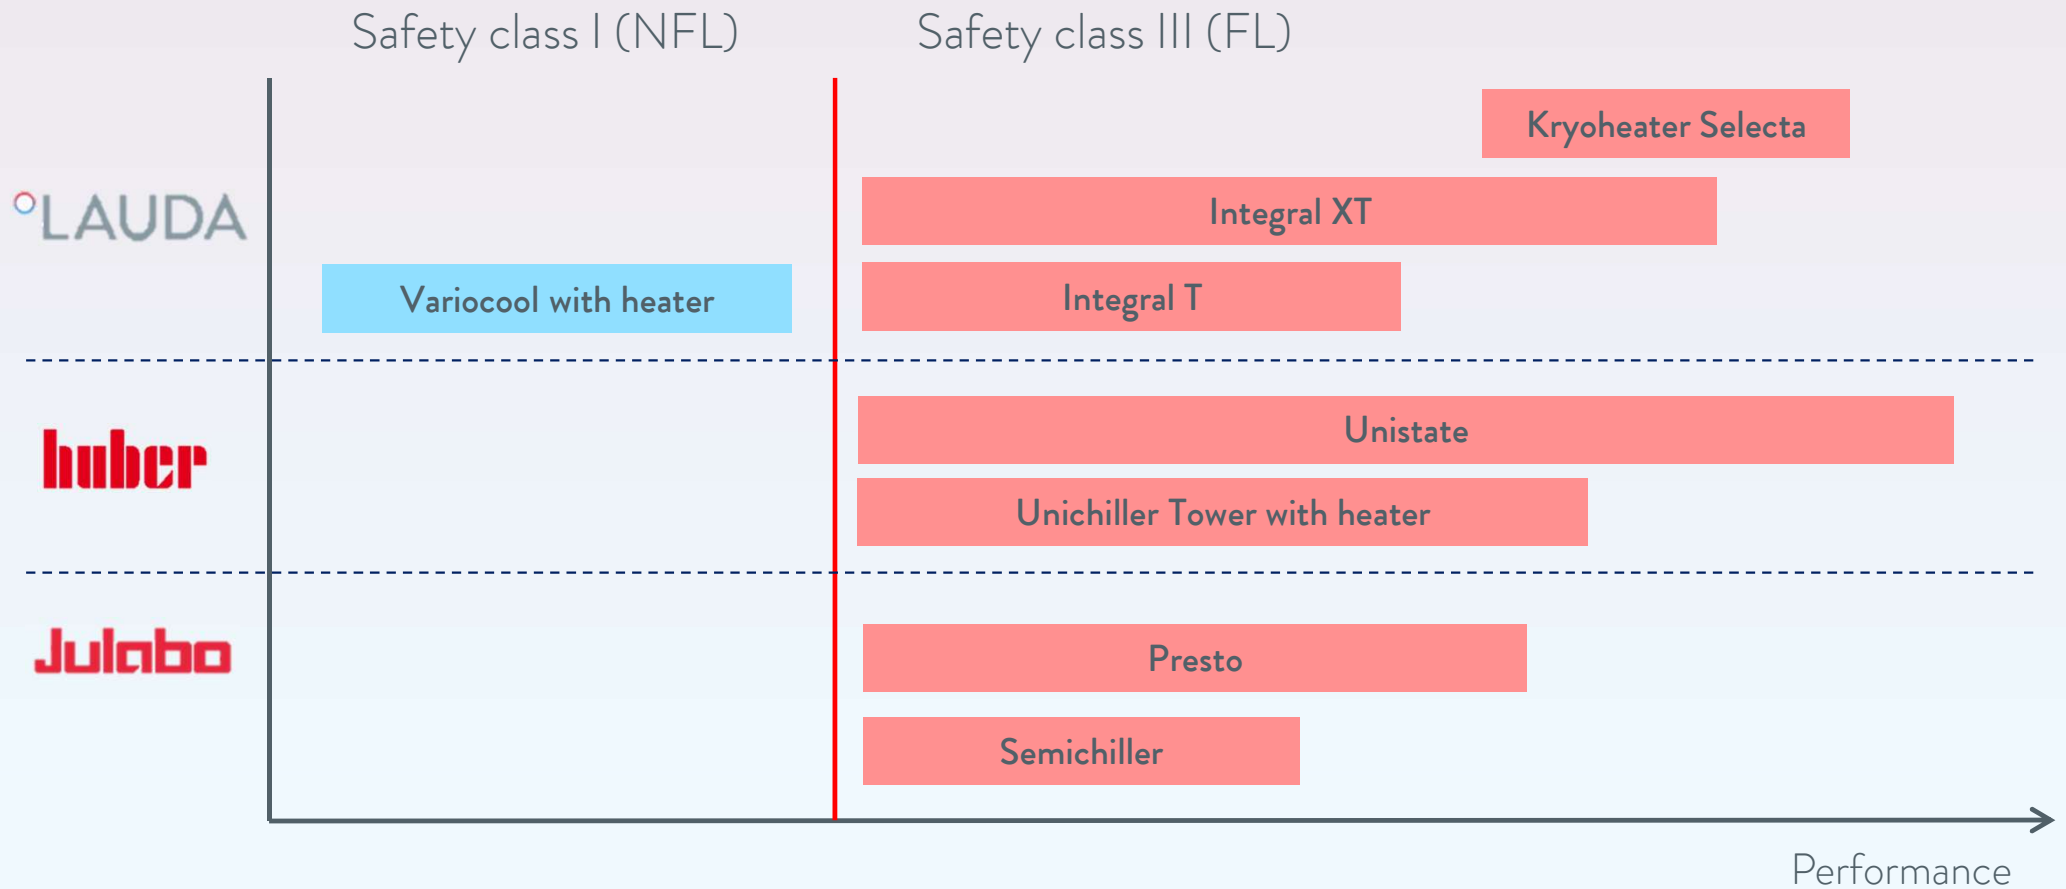 Safety class I (NFL)
Safety class III (FL)
Kryoheater Selecta
°LAUDA
Integral XT
Variocool with heater
Integral T
huber
Unistate
Unichiller Tower with heater
Julabo
Presto
Semichiller
Performance